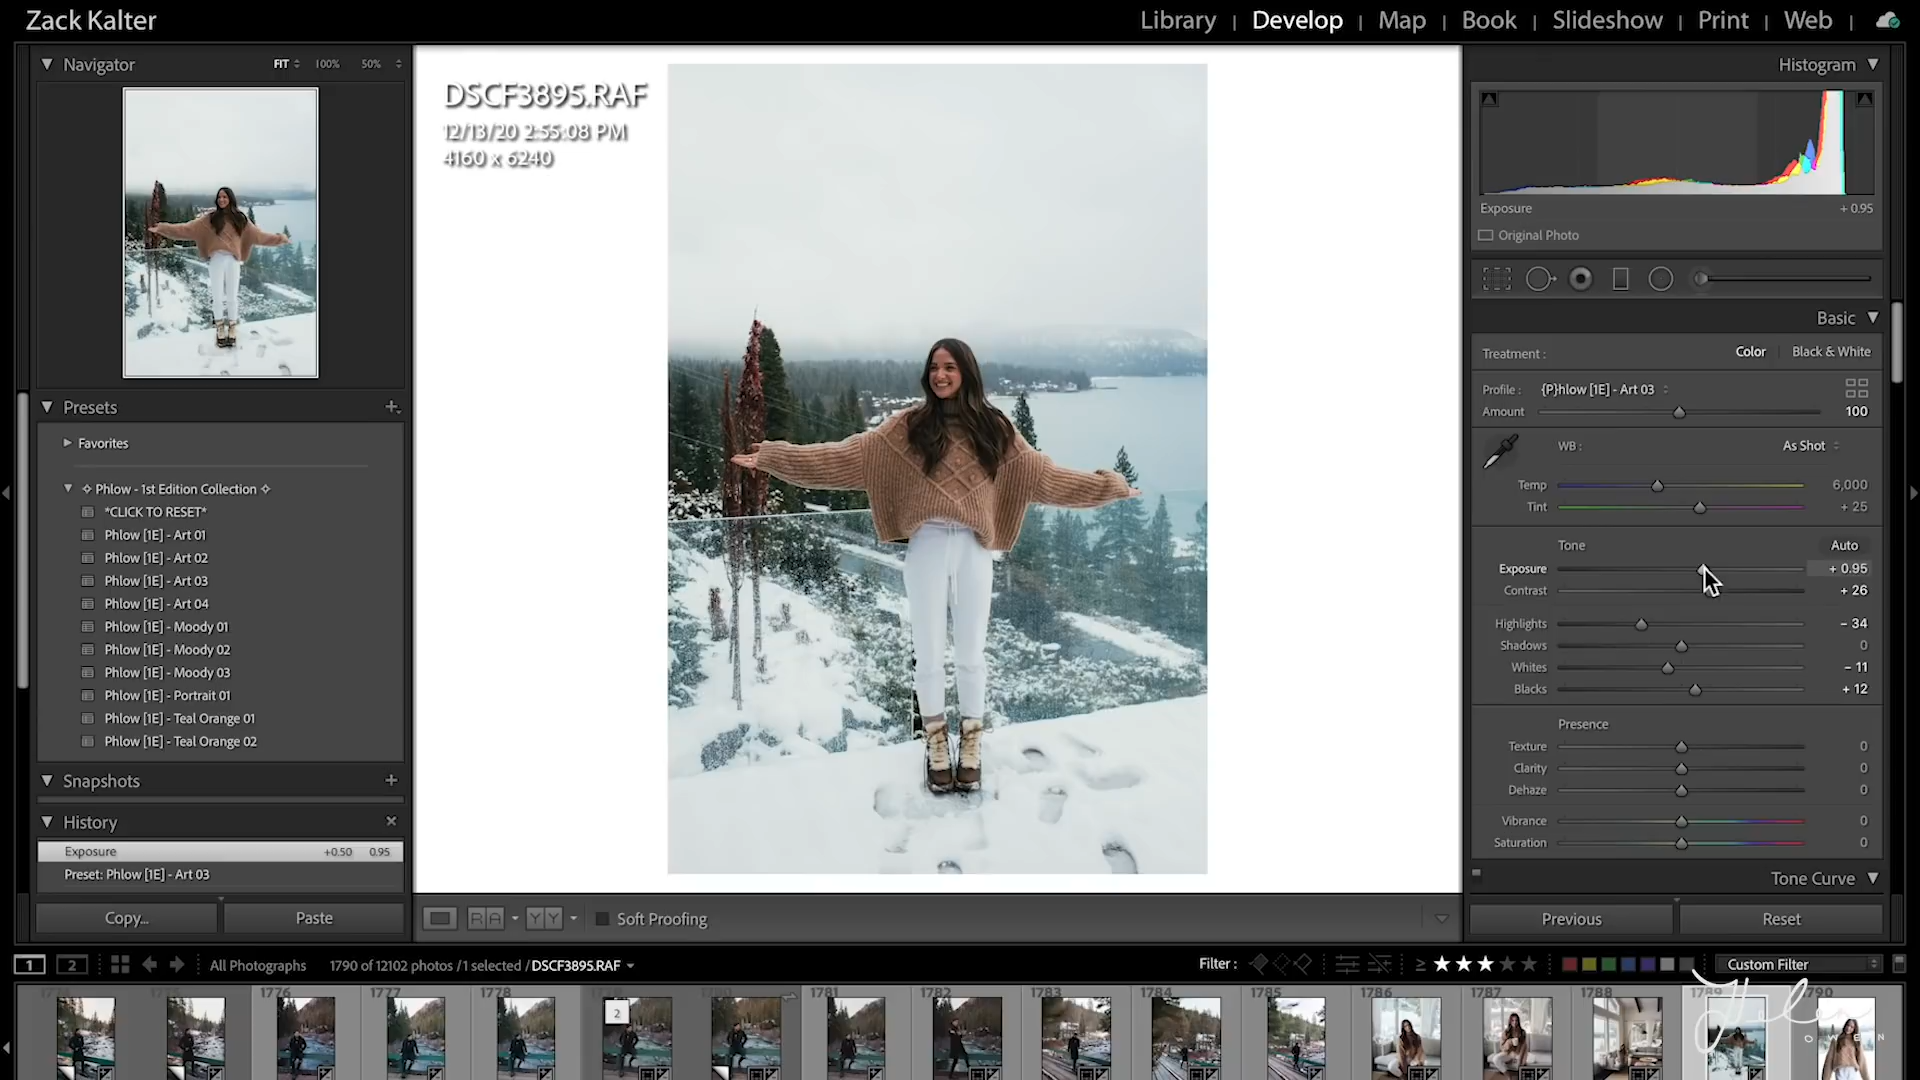 Zack Kalter
Library | Develop | Map | Book | Slideshow | Print | Web |
Navigator FIT 100% 50%
Presets
Favorites
✧ Phlow - 1st Edition Collection ✧
*CLICK TO RESET*
Phlow [1E] - Art 01
Phlow [1E] - Art 02
Phlow [1E] - Art 03
Phlow [1E] - Art 04
Phlow [1E] - Moody 01
Phlow [1E] - Moody 02
Phlow [1E] - Moody 03
Phlow [1E] - Portrait 01
Phlow [1E] - Teal Orange 01
Phlow [1E] - Teal Orange 02
Snapshots
History
Exposure +0.50 0.95
Preset: Phlow [1E] - Art 03
Copy... Paste
DSCF3895.RAF
12/13/20 2:55:08 PM
4160 x 6240
R A Y Y Soft Proofing
Histogram
Exposure + 0.95
Original Photo
Basic
Treatment : Color | Black & White
Profile : {P}hlow [1E] - Art 03
Amount 100
WB : As Shot
Temp 6,000
Tint + 25
Tone Auto
Exposure + 0.95
Contrast + 26
Highlights − 34
Shadows 0
Whites − 11
Blacks + 12
Presence
Texture 0
Clarity 0
Dehaze 0
Vibrance 0
Saturation 0
Tone Curve
Previous Reset
1 2 All Photographs 1790 of 12102 photos / 1 selected / DSCF3895.RAF Filter : ≥ ★★★★★ Custom Filter
1776 1777 1778 1781 1782 1783 1784 1785 1786 1787 1788 1789 1790
2
Helen
OWEN